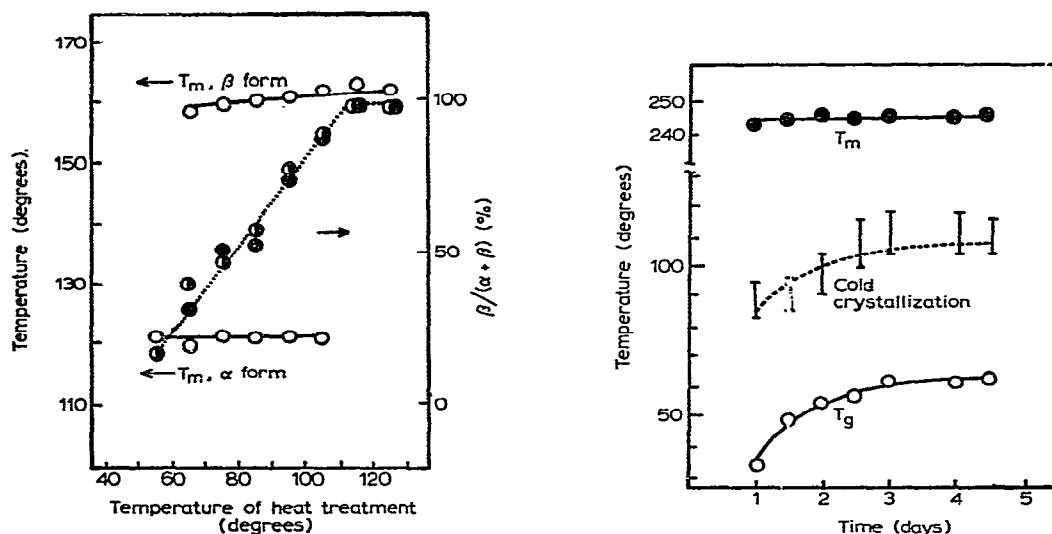 170
150
130
110
Temperature (degrees).
Tm, β form
Tm, α form
100
50
0
β/(α + β) (%)
40 60 80 100 120
Temperature of heat treatment
(degrees)
250
240
100
50
Temperature (degrees)
Tm
Cold
crystallization
Tg
1 2 3 4 5
Time (days)